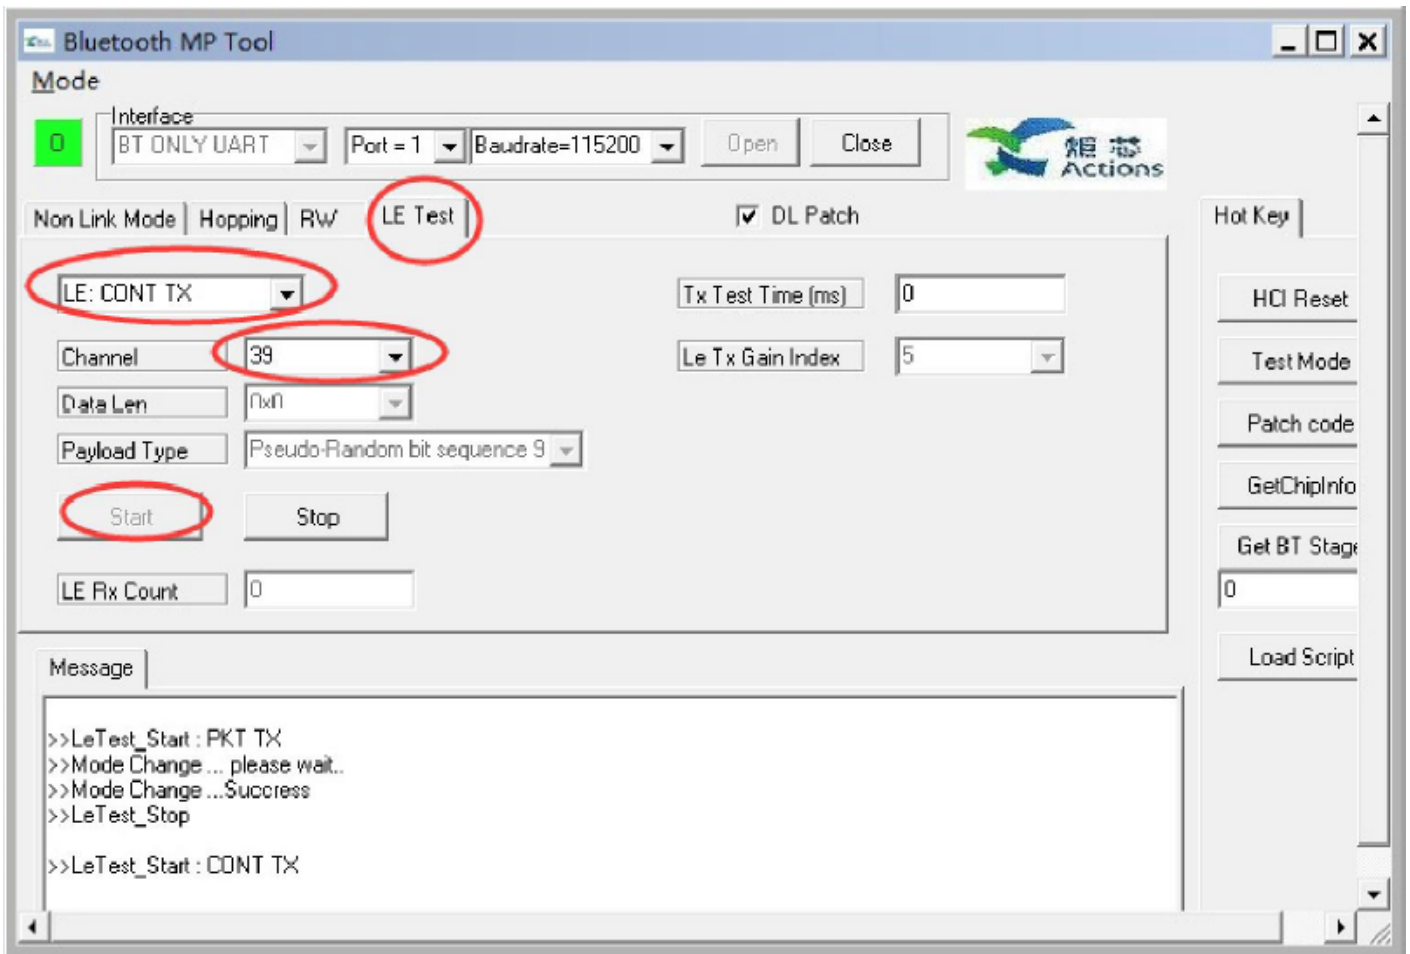 Bluetooth MP Tool
Mode
Interface
0
BT ONLY UART
Port = 1
Baudrate=115200
Open
Close
炬芯
Actions
Non Link Mode
Hopping
RW
LE Test
DL Patch
Hot Key
LE: CONT TX
Tx Test Time (ms)
0
HCI Reset
Channel
39
Le Tx Gain Index
5
Test Mode
Data Len
0x0
Patch code
Payload Type
Pseudo-Random bit sequence 9
GetChipInfo
Start
Stop
Get BT Stage
LE Rx Count
0
0
Load Script
Message
>>LeTest_Start : PKT TX
>>Mode Change ... please wait..
>>Mode Change ...Succress
>>LeTest_Stop
>>LeTest_Start : CONT TX